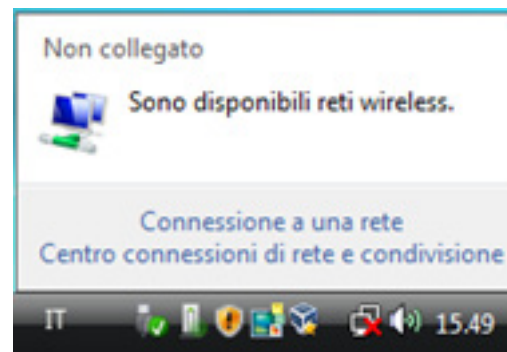 Non collegato
Sono disponibili reti wireless.
Connessione a una rete
Centro connessioni di rete e condivisione
IT 15.49